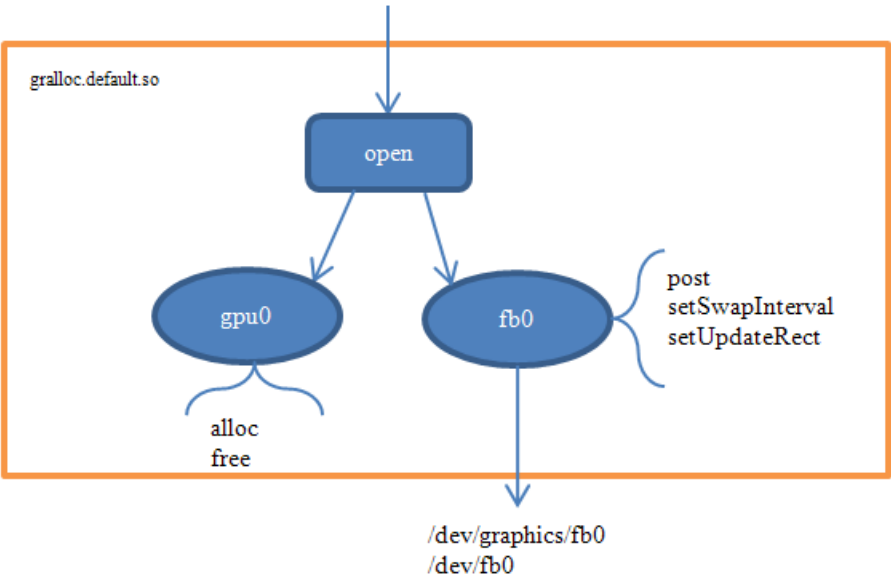 gralloc.default.so
open
gpu0
fb0
post
setSwapInterval
setUpdateRect
alloc
free
/dev/graphics/fb0
/dev/fb0